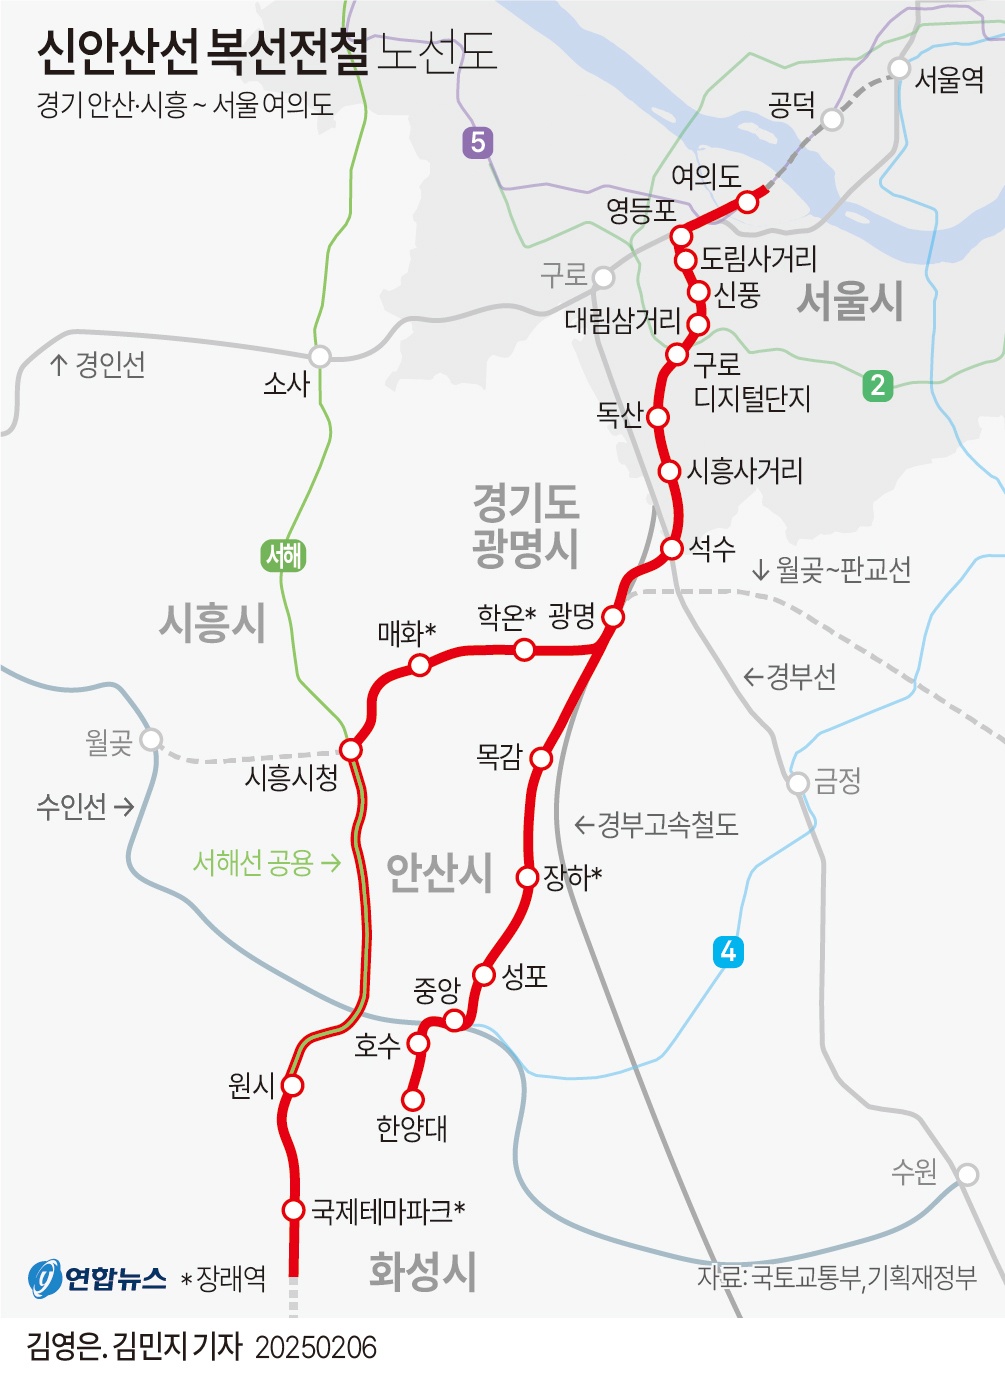 신안산선 복선전철 노선도
경기 안산·시흥 ~ 서울 여의도
서울역
공덕
5
여의도
영등포
도림사거리
구로
신풍
서울시
대림삼거리
↑ 경인선
구로
디지털단지
소사
2
독산
시흥사거리
경기도
광명시
서해
석수
↓ 월곶~판교선
시흥시
학온*
광명
매화*
←경부선
월곶
시흥시청
목감
금정
수인선→
←경부고속철도
서해선 공용→
안산시
장하*
4
성포
중앙
호수
원시
한양대
수원
국제테마파크*
화성시
연합뉴스
*장래역
자료: 국토교통부,기획재정부
김영은. 김민지 기자 20250206